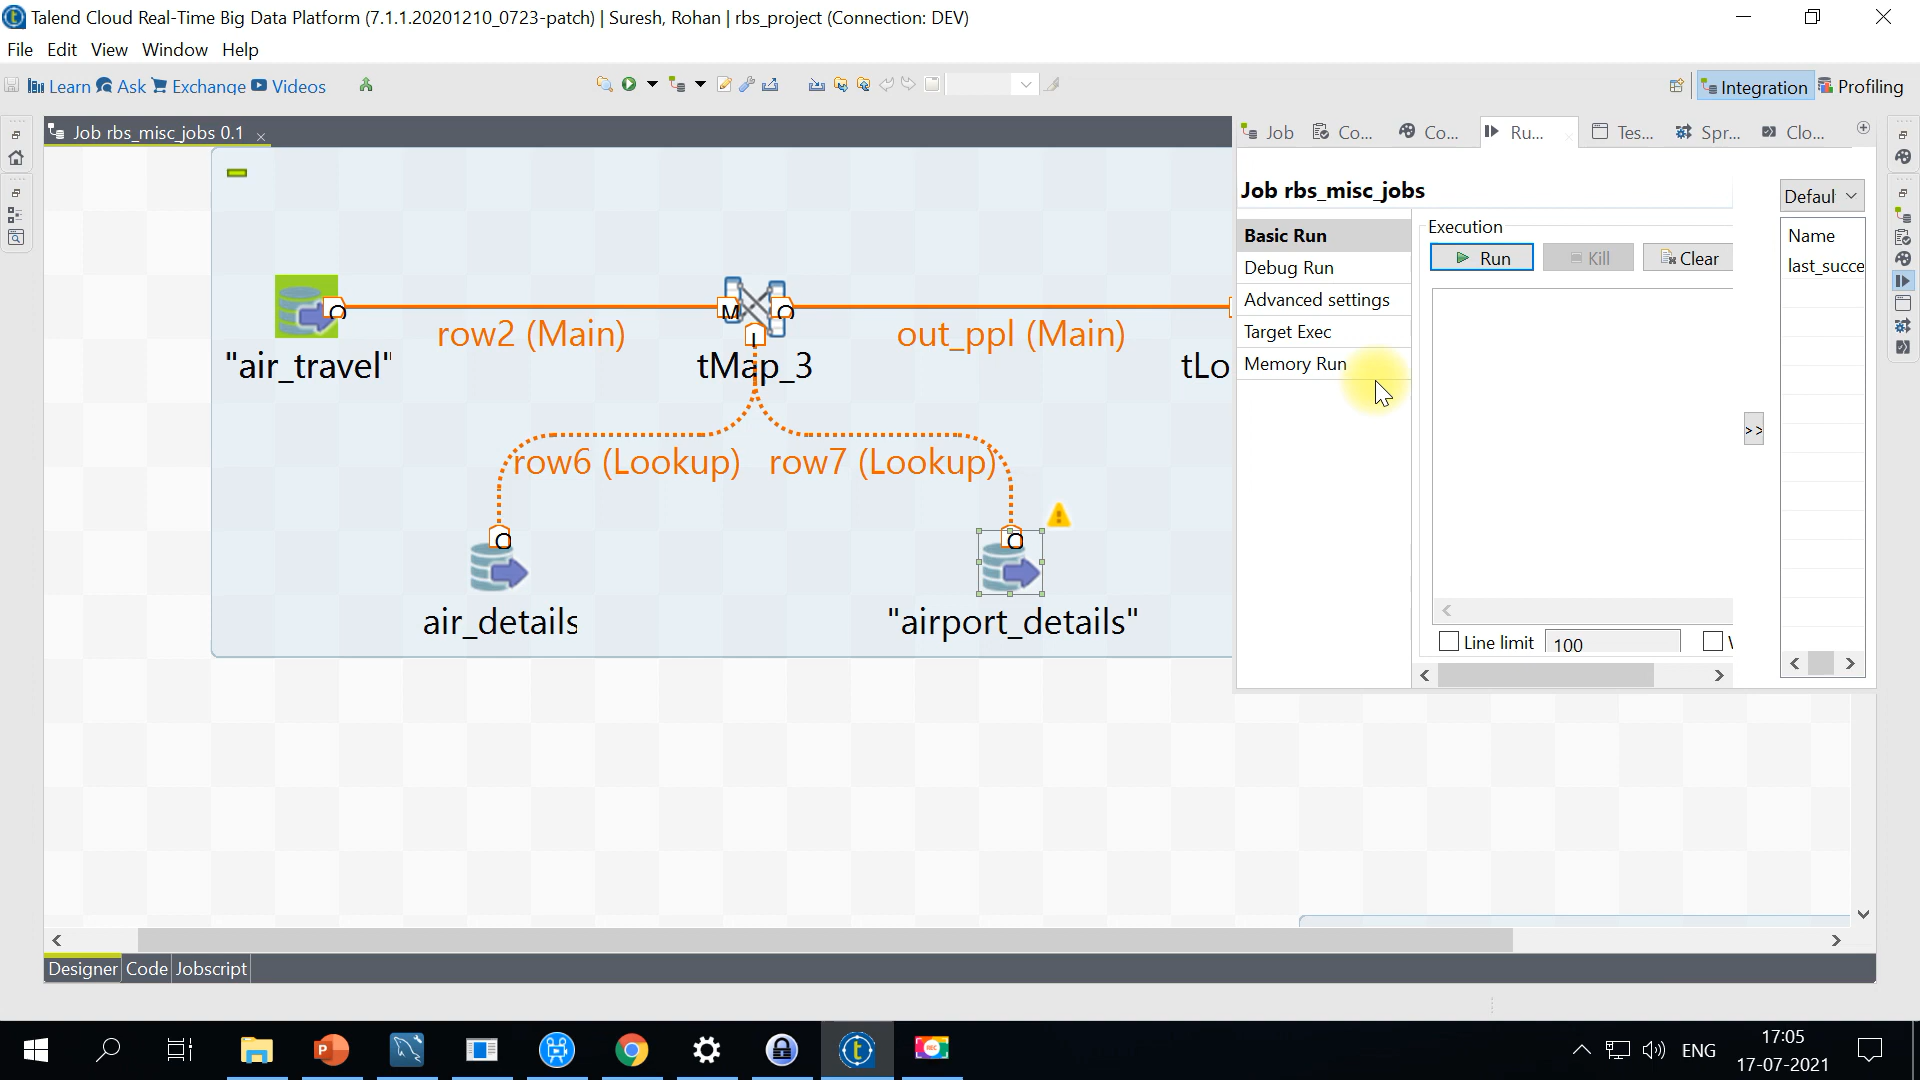 Talend Cloud Real-Time Big Data Platform (7.1.1.20201210_0723-patch) | Suresh, Rohan | rbs_project (Connection: DEV)
File Edit View Window Help
Learn Ask Exchange Videos
Integration Profiling
Job rbs_misc_jobs 0.1
Job Co... Co... Ru... Tes... Spr... Clo...
Job rbs_misc_jobs
Defaul
Basic Run
Debug Run
Advanced settings
Target Exec
Memory Run
Execution
Run Kill Clear
Name
last_succe
>>
Line limit 100
M O
O
I
row2 (Main)
out_ppl (Main)
"air_travel"
tMap_3
tLo
row6 (Lookup) row7 (Lookup)
O O
air_details
"airport_details"
Designer Code Jobscript
ENG
17:05
17-07-2021